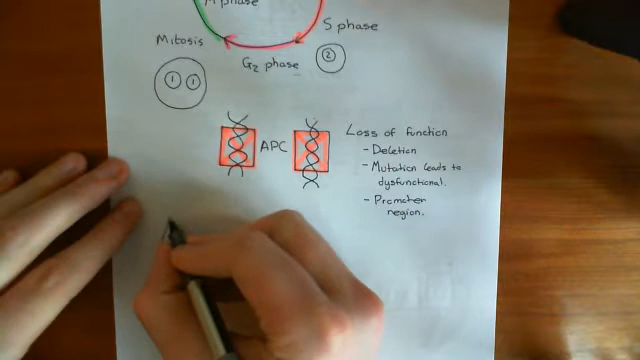 M phase
S phase
Mitosis
2
G2 phase
1 1
APC
Loss of function
- Deletion
- Mutation leads to
dysfunctional.
- Promoter
region.